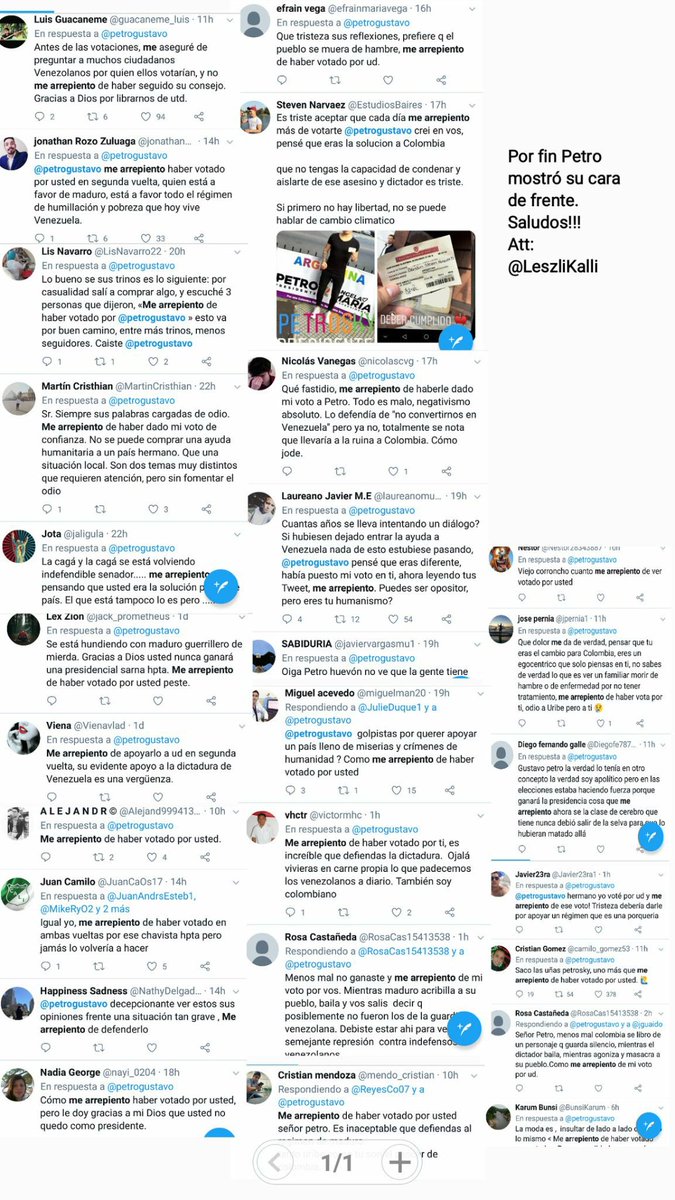 Luis Guacaneme @guacaneme_luis · 11h
En respuesta a @petrogustavo
Antes de las votaciones, me aseguré de
preguntar a muchos ciudadanos
Venezolanos por quien ellos votarían, y no
me arrepiento de haber seguido su consejo.
Gracias a Dios por librarnos de utd.
2 6 94
jonathan Rozo Zuluaga @jonathan... · 14h
En respuesta a @petrogustavo
@petrogustavo me arrepiento haber votado
por usted en segunda vuelta, quien está a
favor de maduro, está a favor todo el régimen
de humillación y pobreza que hoy vive
Venezuela.
1 6 33
Lis Navarro @LisNavarro22 · 20h
En respuesta a @petrogustavo
Lo bueno se sus trinos es lo siguiente: por
casualidad salí a comprar algo, y escuché 3
personas que dijeron, «Me arrepiento de
haber votado por @petrogustavo » esto va
por buen camino, entre más trinos, menos
seguidores. Caiste @petrogustavo
1 1 2
Martín Cristhian @MartinCristhian · 22h
En respuesta a @petrogustavo
Sr. Siempre sus palabras cargadas de odio.
Me arrepiento de haber dado mi voto de
confianza. No se puede comprar una ayuda
humanitaria a un país hermano. Que una
situación local. Son dos temas muy distintos
que requieren atención, pero sin fomentar el
odio
1 3
Jota @jaligula · 22h
En respuesta a @petrogustavo
La cagá y la cagá se está volviendo
indefendible senador..... me arrepiento
pensando que usted era la solución p
país. El que está tampoco lo es pero .....
Lex Zion @jack_prometheus · 1d
En respuesta a @petrogustavo
Se está hundiendo con maduro guerrillero de
mierda. Gracias a Dios usted nunca ganará
una presidencial sarna hpta. Me arrepiento
de haber votado por usted peste.
Viena @Vienavlad · 1d
En respuesta a @petrogustavo
Me arrepiento de apoyarlo a ud en segunda
vuelta, su evidente apoyo a la dictadura de
Venezuela es una vergüenza.
A L E J A N D R © @Alejand999413... · 10h
En respuesta a @petrogustavo
Me arrepiento de haber votado por usted.
2 4
Juan Camilo @JuanCaOs17 · 14h
En respuesta a @JuanAndrsEsteb1,
@MikeRyO2 y 2 más
Igual yo, me arrepiento de haber votado en
ambas vueltas por ese chavista hpta pero
jamás lo volvería a hacer
1 5
Happiness Sadness @NathyDelgad... · 14h
@petrogustavo decepcionante ver estos sus
opiniones frente una situación tan grave , Me
arrepiento de defenderlo
Nadia George @nayi_0204 · 18h
En respuesta a @petrogustavo
Cómo me arrepiento de haber votado por usted,
pero le doy gracias a mi Dios que usted no
quedo como presidente.
efrain vega @efrainmariavega · 16h
En respuesta a @petrogustavo
Que tristeza sus reflexiones, prefiere q el
pueblo se muera de hambre, me arrepiento
de haber votado por ud.
Steven Narvaez @EstudiosBaires · 17h
Es triste aceptar que cada día me arrepiento
más de votarte @petrogustavo crei en vos,
pensé que eras la solucion a Colombia
que no tengas la capacidad de condenar y
aislarte de ese asesino y dictador es triste.
Si primero no hay libertad, no se puede
hablar de cambio climatico
DEBER CUMPLIDO
Nicolás Vanegas @nicolascvg · 17h
En respuesta a @petrogustavo
Qué fastidio, me arrepiento de haberle dado
mi voto a Petro. Todo es malo, negativismo
absoluto. Lo defendía de "no convertirnos en
Venezuela" pero ya no, totalmente se nota
que llevaría a la ruina a Colombia. Cómo
jode.
1
Laureano Javier M.E @laureanomu... · 19h
En respuesta a @petrogustavo
Cuantas años se lleva intentando un diálogo?
Si hubiesen dejado entrar la ayuda a
Venezuela nada de esto estubiese pasando,
@petrogustavo pensé que eras diferente,
había puesto mi voto en ti, ahora leyendo tus
Tweet, me arrepiento. Puedes ser opositor,
pero eres tu humanismo?
4 12 54
SABIDURIA @javiervargasmu1 · 19h
En respuesta a @petrogustavo
Oiga Petro huevón no ve que la gente tiene
Miguel acevedo @miguelman20 · 19h
Respondiendo a @JulieDuque1 y a
@petrogustavo
@petrogustavo golpistas por querer apoyar
un país lleno de miserias y crímenes de
humanidad ? Como me arrepiento de haber
votado por usted
3 1 15
vhctr @victormhc · 1h
En respuesta a @petrogustavo
Me arrepiento de haber votado por ti, es
increíble que defiendas la dictadura. Ojalá
vivieras en carne propia lo que padecemos
los venezolanos a diario. También soy
colombiano
1 2
Rosa Castañeda @RosaCas15413538 · 1h
Respondiendo a @RosaCas15413538 y a
@petrogustavo
Menos mal no ganaste y me arrepiento de mi
voto por vos. Mientras maduro acribilla a su
pueblo, baila y vos salis decir q
posiblemente no fueron los de la guard
venezolana. Debiste estar ahi para ve
semejante represión contra indefensos
venezolanos
Cristian mendoza @mendo_cristian · 10h
Respondiendo a @ReyesCo07 y a
@petrogustavo
Me arrepiento de haber votado por usted
señor petro. Es inaceptable que defiendas al
1/1
Por fin Petro
mostró su cara
de frente.
Saludos!!!
Att:
@LeszliKalli
Nestor @Nestor28343887 · 10h
En respuesta a @petrogustavo
Viejo corroncho cuanto me arrepiento de ver
votado por usted
jose pernia @jpernia1 · 11h
En respuesta a @petrogustavo
Que dolor me da de verdad, pensar que tu
eras el cambio para Colombia, eres un
egocentrico que solo piensas en ti, no sabes
de verdad lo que es ver un familiar morir de
hambre o de enfermedad por no tener
tratamiento, me arrepiento de haber vota por
ti, odio a Uribe pero a ti
1
Diego fernando galle @Diegofe787... · 11h
En respuesta a @petrogustavo
Gustavo petro la verdad lo tenía en otro
concepto la verdad soy apolitico pero en las
elecciones estaba haciendo fuerza porque
ganará la presidencia cosa que me
arrepiento ahora se la clase de cerebro que
tiene nunca debió salir de la selva para que lo
hubieran matado allá
Javier23ra @Javier23ra1 · 1h
En respuesta a @petrogustavo
@petrogustavo hermano yo voté por ud y me
arrepiento de ese voto! Tristeza debería darle
por apoyar un régimen que es una porqueria
Cristian Gomez @camilo_gomez53 · 11h
En respuesta a @petrogustavo
Saco las uñas petrosky, uno más que me
arrepiento de haber votado por usted.
19 54 378
Rosa Castañeda @RosaCas15413538 · 2h
Respondiendo a @petrogustavo y a @jguaido
Señor Petro, menos mal colombia se libro de
un personaje q guarda silencio, mientras el
dictador baila, mientras agoniza y masacra a
su pueblo.Como me arrepiento de mi voto
por ud.
Karum Bunsi @BunsiKarum · 6h
En respuesta a @petrogustavo
La moda es , insultar de lado a lado
lo mismo < Me arrepiento de haber votado